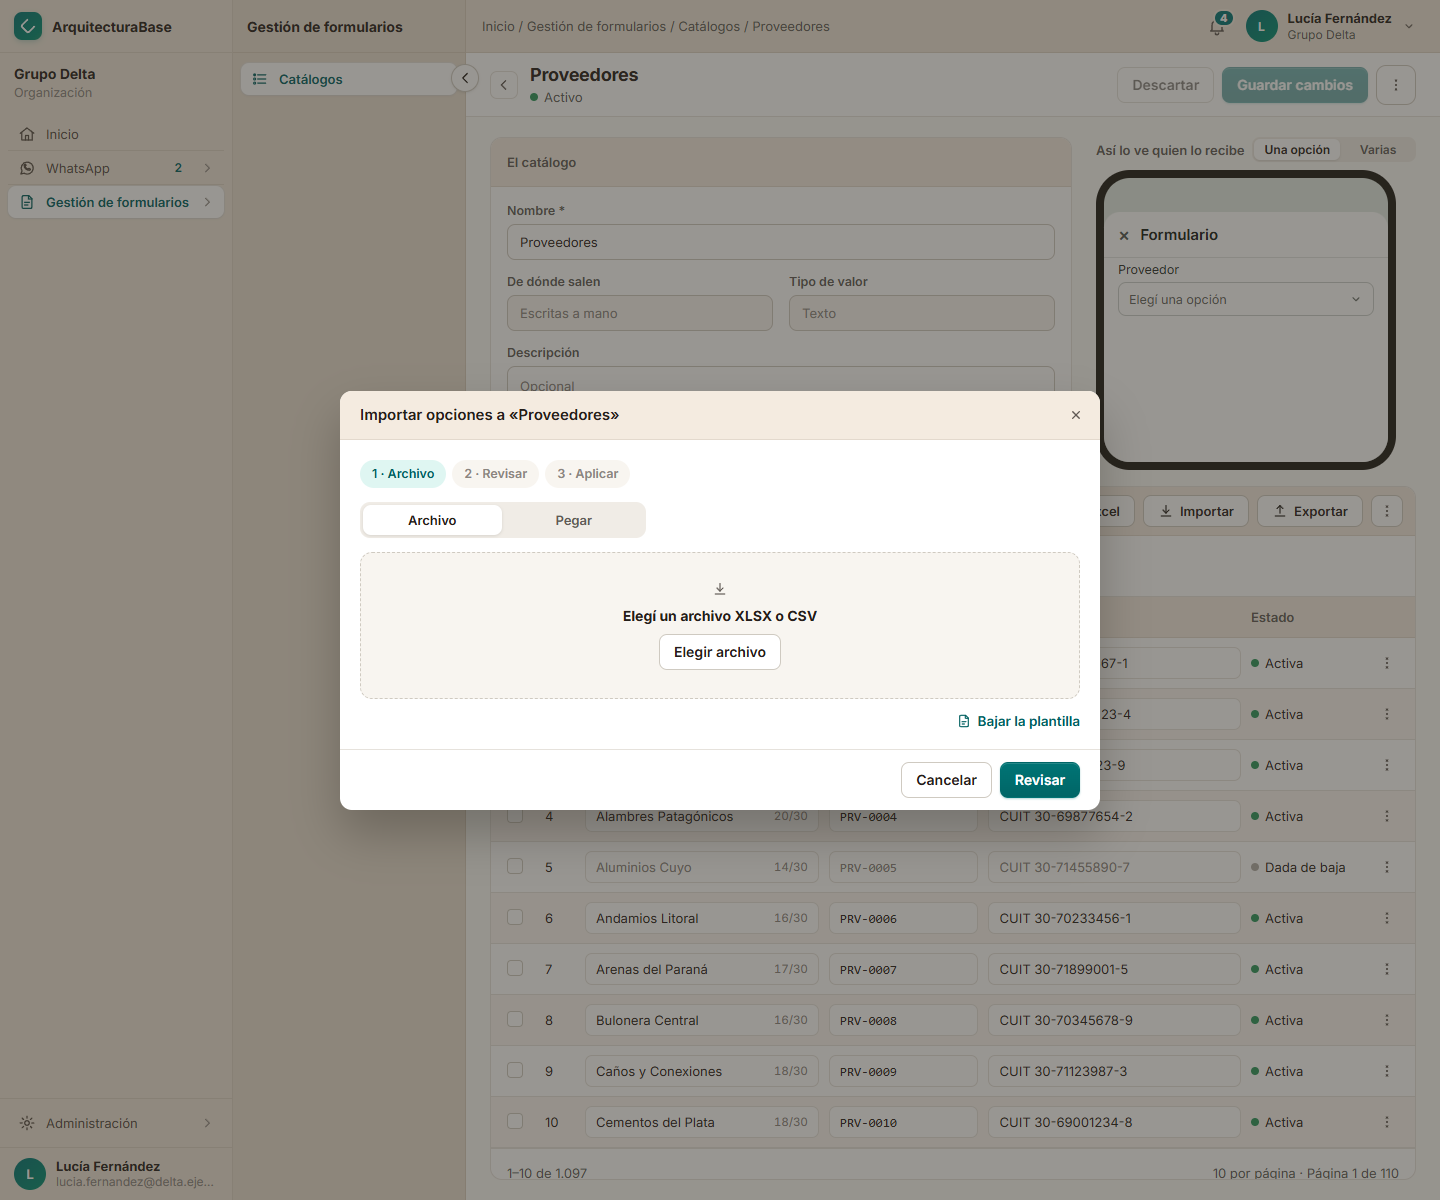 ArquitecturaBase
Grupo Delta
Organización
Inicio
WhatsApp 2
Gestión de formularios
Administración
L
Lucía Fernández
lucia.fernandez@delta.eje...
Gestión de formularios
Catálogos
Inicio / Gestión de formularios / Catálogos / Proveedores
4
L
Lucía Fernández
Grupo Delta
Proveedores
Activo
Descartar
Guardar cambios
El catálogo
Nombre *
Proveedores
De dónde salen Tipo de valor
Escritas a mano Texto
Descripción
Opcional
Así lo ve quien lo recibe Una opción Varias
Formulario
Proveedor
Elegí una opción
Importar opciones a «Proveedores»
1 · Archivo 2 · Revisar 3 · Aplicar
Archivo Pegar
Elegí un archivo XLSX o CSV
Elegir archivo
Bajar la plantilla
Cancelar Revisar
cel Importar Exportar
Estado
67-1 Activa
23-4 Activa
23-9 Activa
4 Alambres Patagónicos 20/30 PRV-0004 CUIT 30-69877654-2 Activa
5 Aluminios Cuyo 14/30 PRV-0005 CUIT 30-71455890-7 Dada de baja
6 Andamios Litoral 16/30 PRV-0006 CUIT 30-70233456-1 Activa
7 Arenas del Paraná 17/30 PRV-0007 CUIT 30-71899001-5 Activa
8 Bulonera Central 16/30 PRV-0008 CUIT 30-70345678-9 Activa
9 Caños y Conexiones 18/30 PRV-0009 CUIT 30-71123987-3 Activa
10 Cementos del Plata 18/30 PRV-0010 CUIT 30-69001234-8 Activa
1–10 de 1.097 10 por página · Página 1 de 110